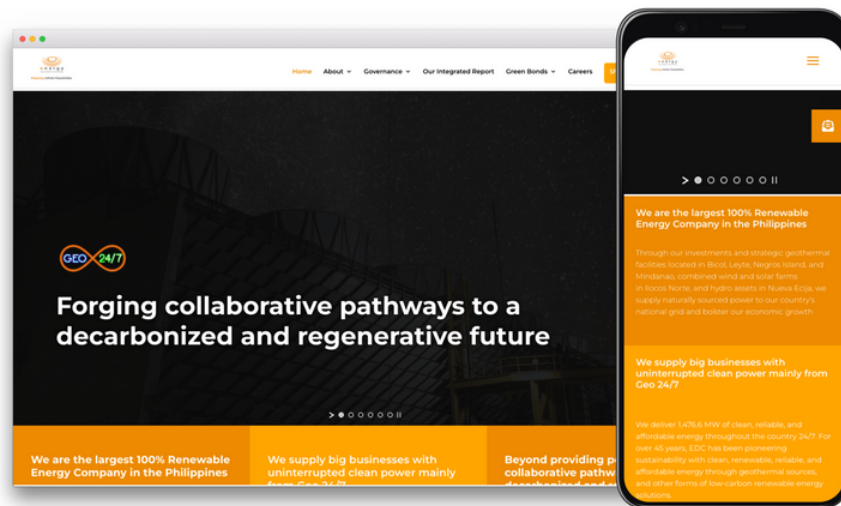 energy
Home About Governance Our Integrated Report Green Bonds Careers
GEO 24/7
Forging collaborative pathways to a
decarbonized and regenerative future
We are the largest 100% Renewable
Energy Company in the Philippines
We supply big businesses with
uninterrupted clean power mainly
from Geo 24/7
Beyond providing
collaborative
decarbonized and
energy
We are the largest 100% Renewable
Energy Company in the Philippines
Through our investments and strategic geothermal
facilities located in Bicol, Leyte, Negros Island, and
Mindanao, combined wind and solar farms
in Ilocos Norte, and hydro assets in Nueva Ecija, we
supply naturally sourced power to our country's
national grid and bolster our economic growth
We supply big businesses with
uninterrupted clean power mainly from
Geo 24/7
We deliver 1,476.6 MW of clean, reliable, and
affordable energy throughout the country 24/7. For
over 45 years, EDC has been pioneering
sustainability with clean, renewable, reliable, and
affordable energy through geothermal sources,
and other forms of low-carbon renewable energy
solutions.